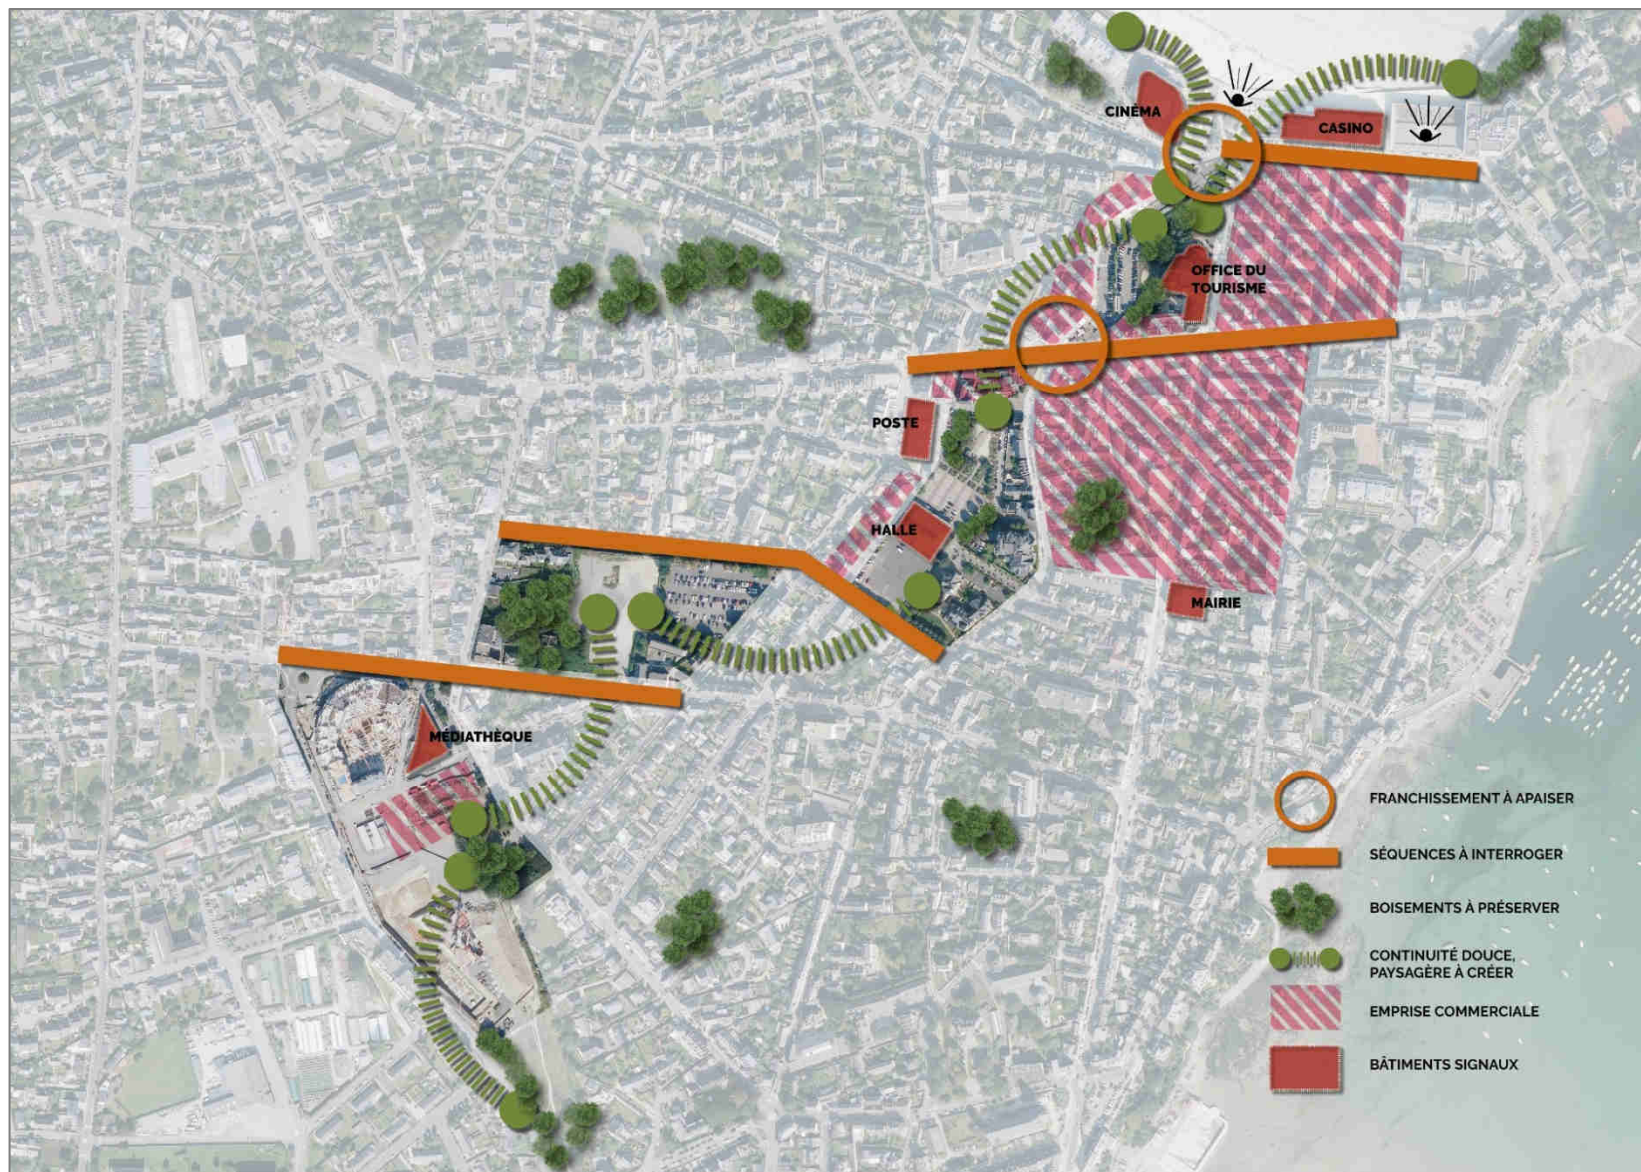 CINÉMA
CASINO
OFFICE DU
TOURISME
POSTE
HALLE
MAIRIE
MÉDIATHÈQUE
FRANCHISSEMENT À APAISER
SÉQUENCES À INTERROGER
BOISEMENTS À PRÉSERVER
CONTINUITÉ DOUCE,
PAYSAGÈRE À CRÉER
EMPRISE COMMERCIALE
BÂTIMENTS SIGNAUX